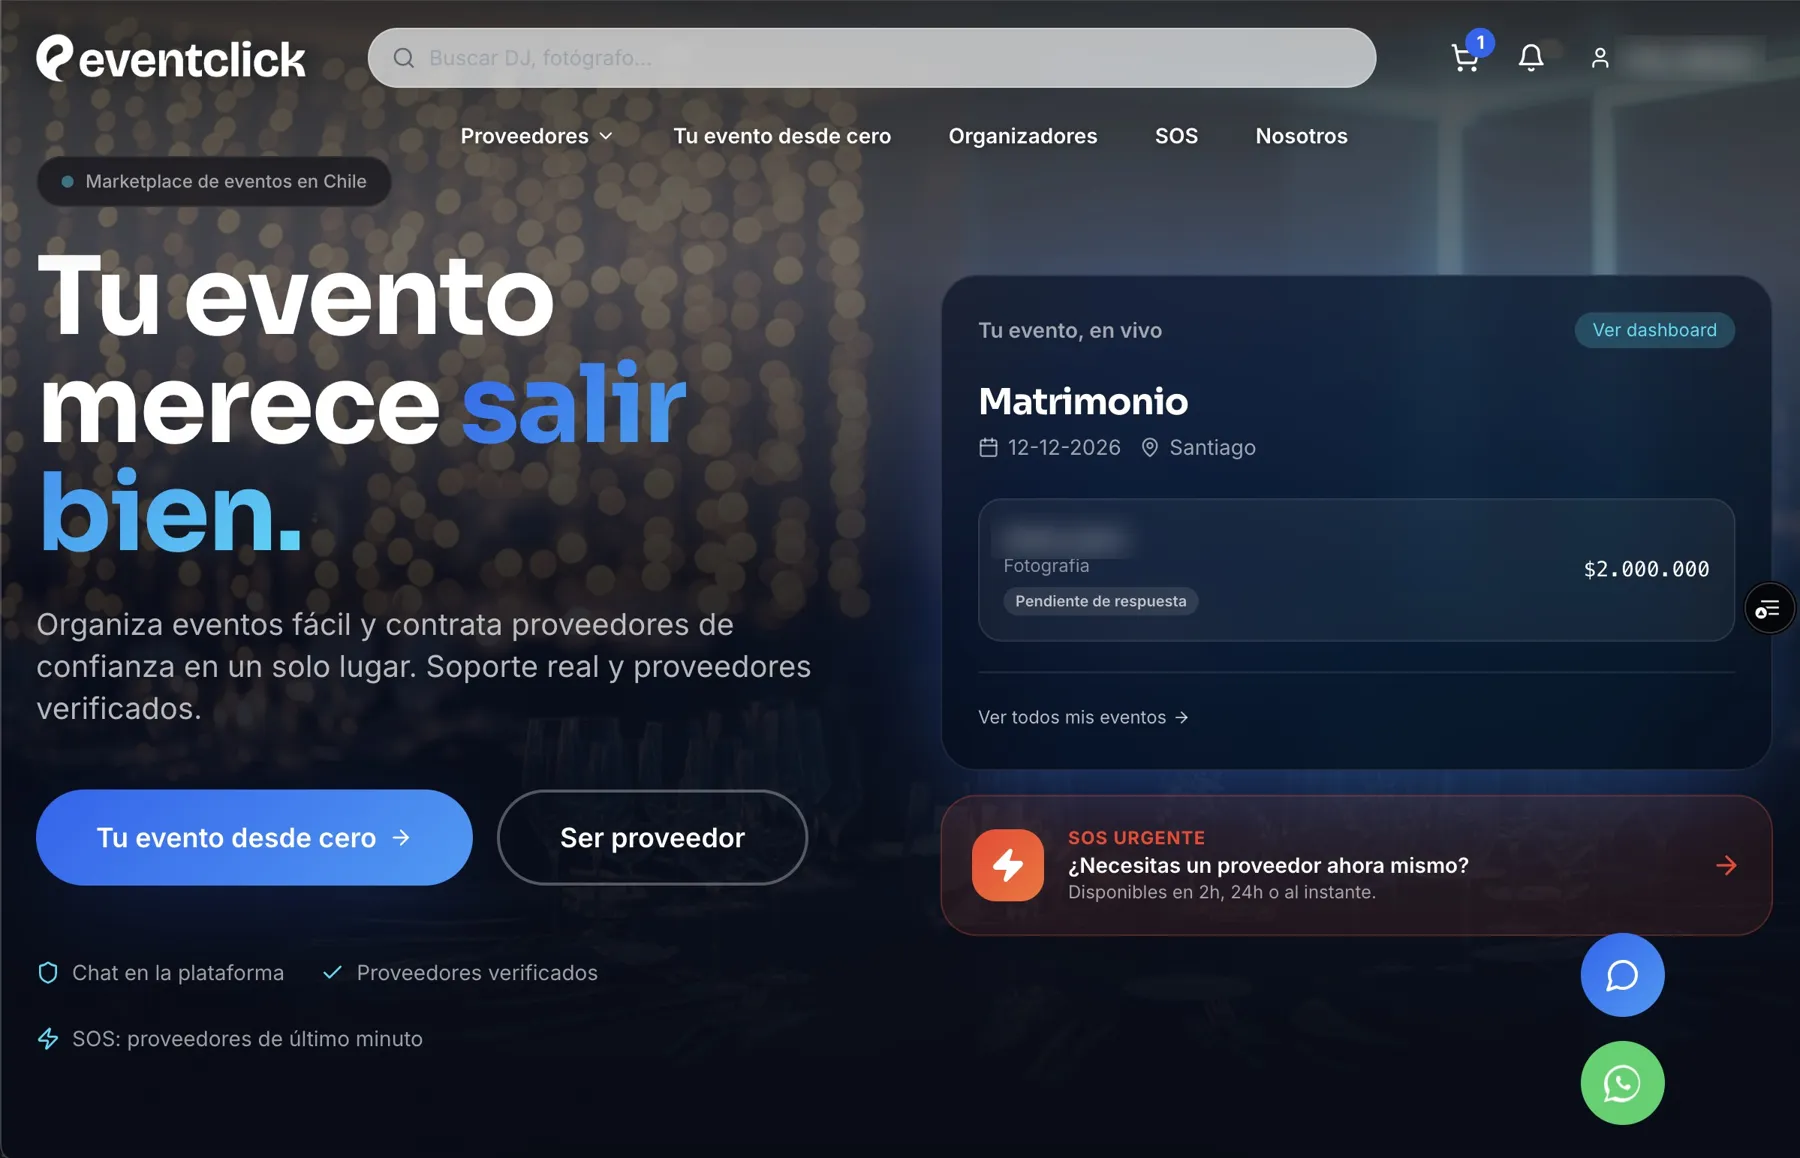 eventclick
Buscar DJ, fotógrafo...
1
Proveedores
Tu evento desde cero
Organizadores
SOS
Nosotros
Marketplace de eventos en Chile
Tu evento
merece salir
bien.
Organiza eventos fácil y contrata proveedores de
confianza en un solo lugar. Soporte real y proveedores
verificados.
Tu evento desde cero →
Ser proveedor
Chat en la plataforma
Proveedores verificados
SOS: proveedores de último minuto
Tu evento, en vivo
Ver dashboard
Matrimonio
12-12-2026
Santiago
Fotografia
Pendiente de respuesta
$2.000.000
Ver todos mis eventos →
SOS URGENTE
¿Necesitas un proveedor ahora mismo?
Disponibles en 2h, 24h o al instante.